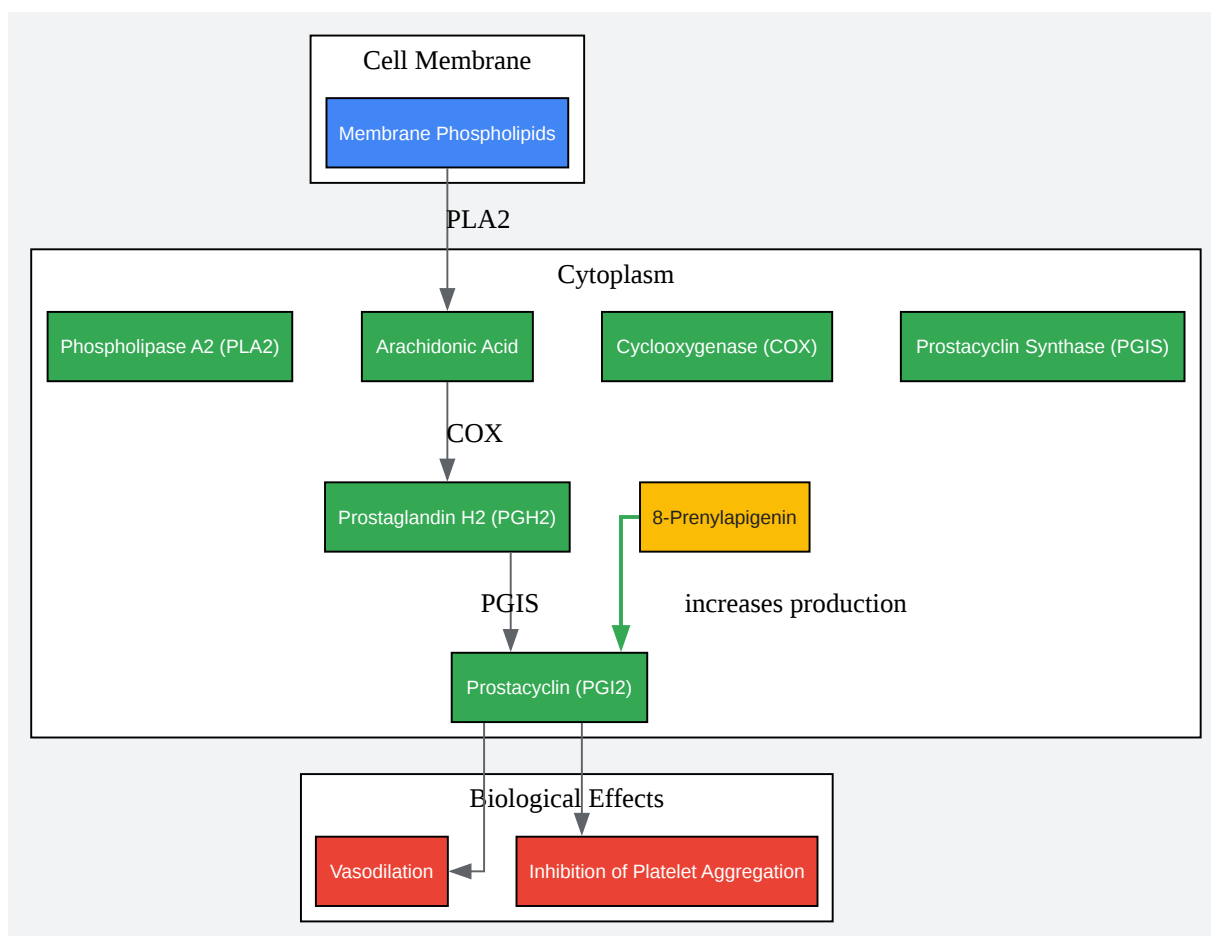 Cell Membrane
Membrane Phospholipids
PLA2
Cytoplasm
Phospholipase A2 (PLA2)
Arachidonic Acid
Cyclooxygenase (COX)
Prostacyclin Synthase (PGIS)
COX
Prostaglandin H2 (PGH2)
8-Prenylapigenin
PGIS
increases production
Prostacyclin (PGI2)
Biological Effects
Vasodilation
Inhibition of Platelet Aggregation